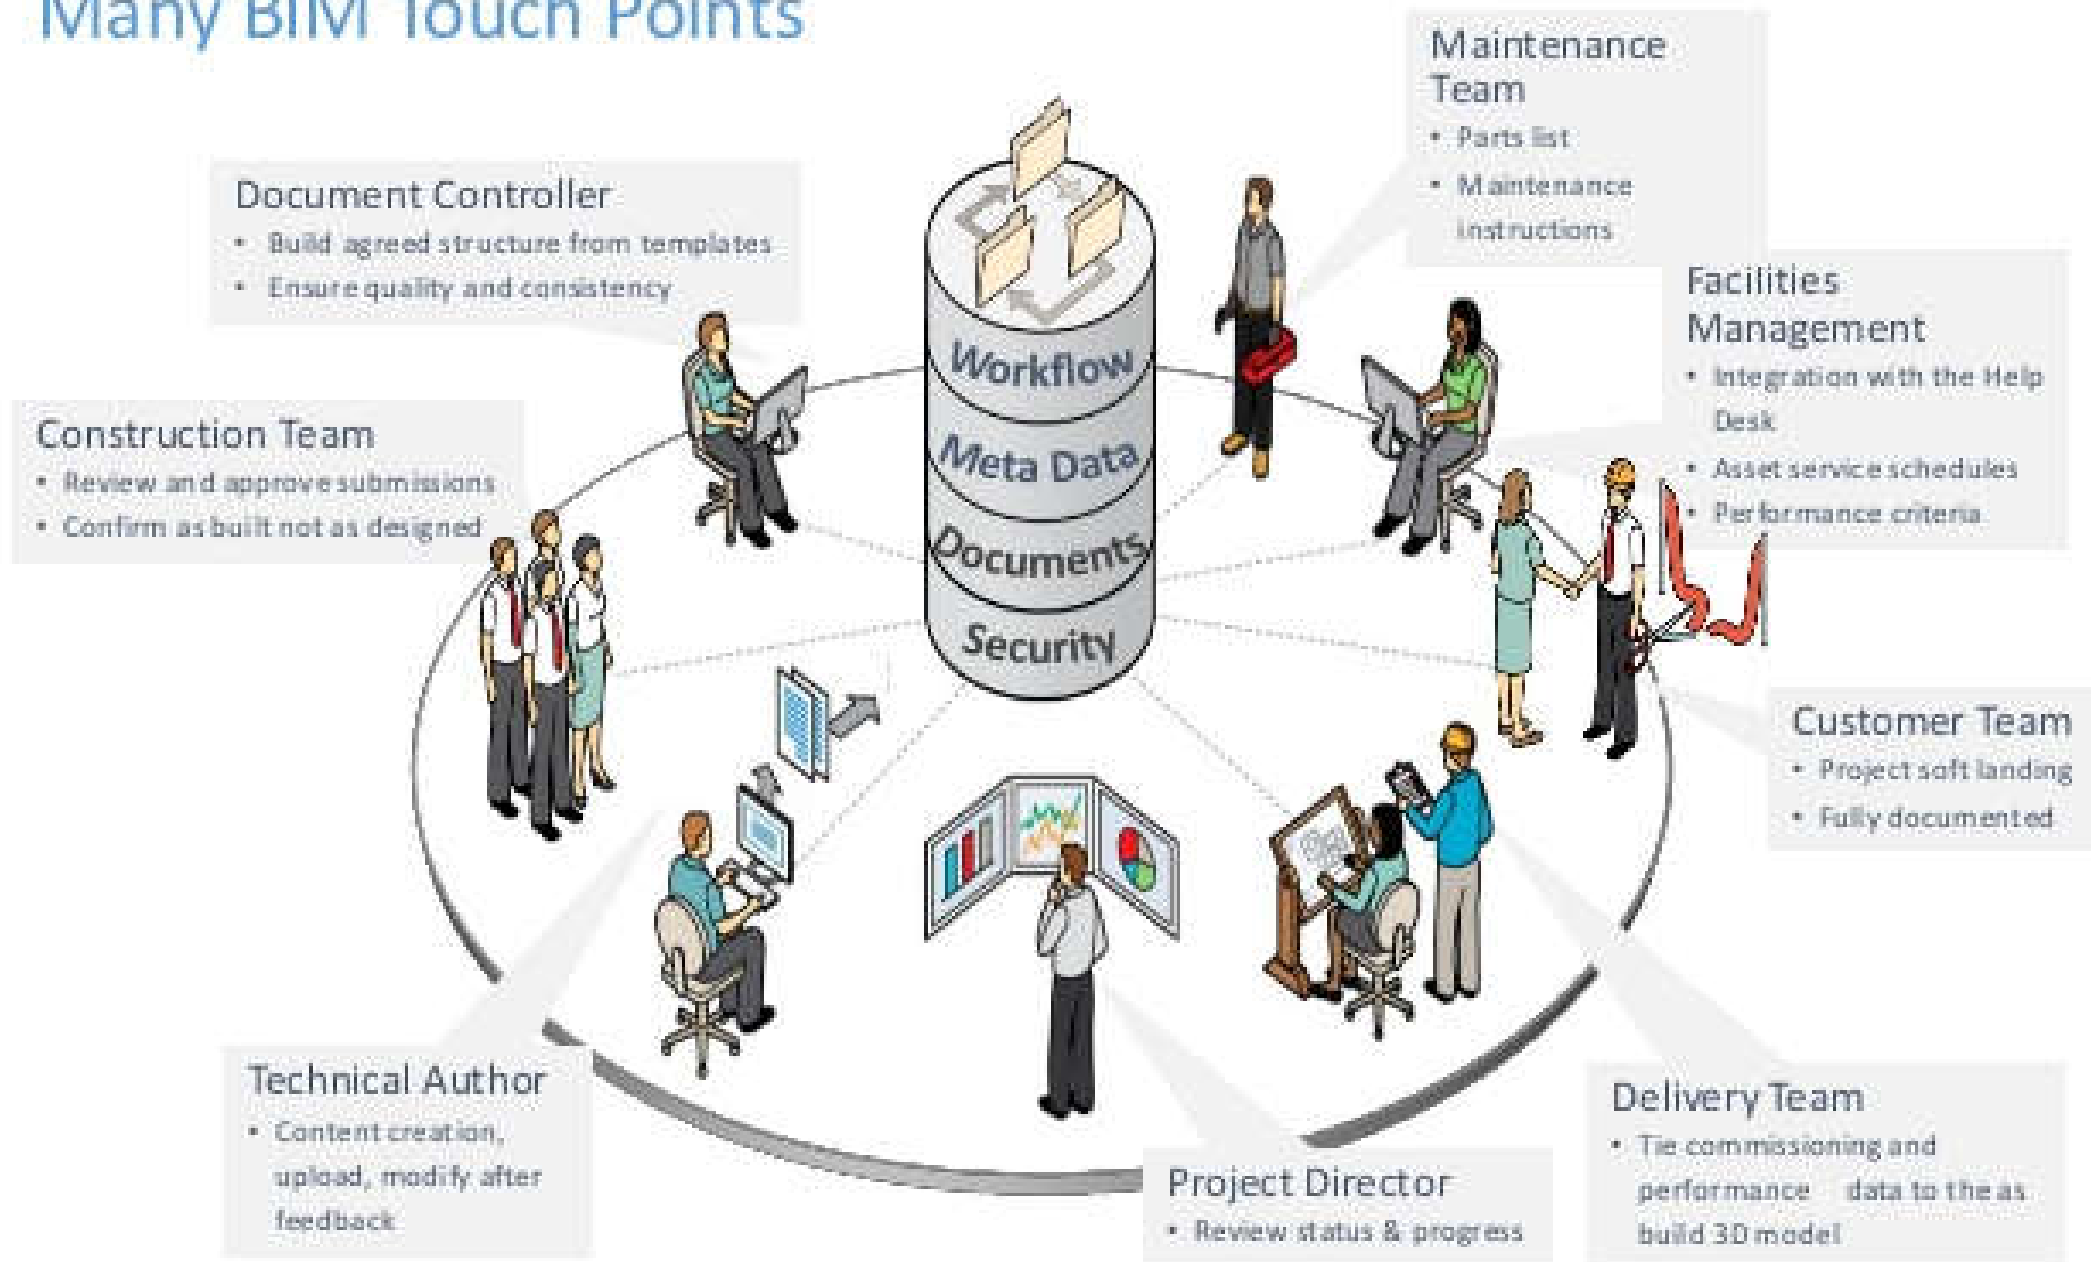 Many BIM Touch Points
Maintenance
Team
• Parts list
• Maintenance
instructions
Document Controller
• Build agreed structure from templates
• Ensure quality and consistency
Facilities
Management
• Integration with the Help
Desk
• Asset service schedules
• Performance criteria
Construction Team
• Review and approve submissions
• Confirm as built not as designed
Workflow
Meta Data
Documents
Security
Customer Team
• Project soft landing
• Fully documented
Technical Author
• Content creation,
upload, modify after
feedback
Project Director
• Review status & progress
Delivery Team
• Tie commissioning and
performance data to the as
build 3D model